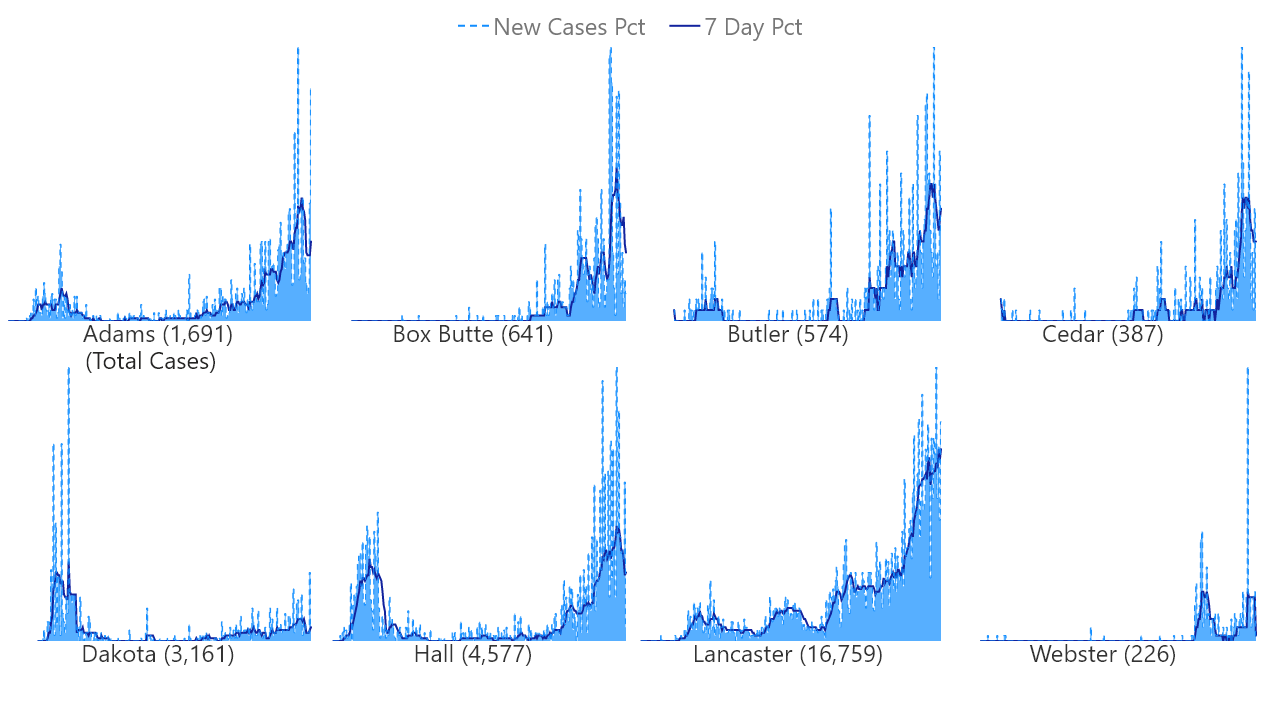 New Cases Pct 7 Day Pct
Adams (1,691) Box Butte (641) Butler (574) Cedar (387)
(Total Cases)
Dakota (3,161) Hall (4,577) Lancaster (16,759) Webster (226)